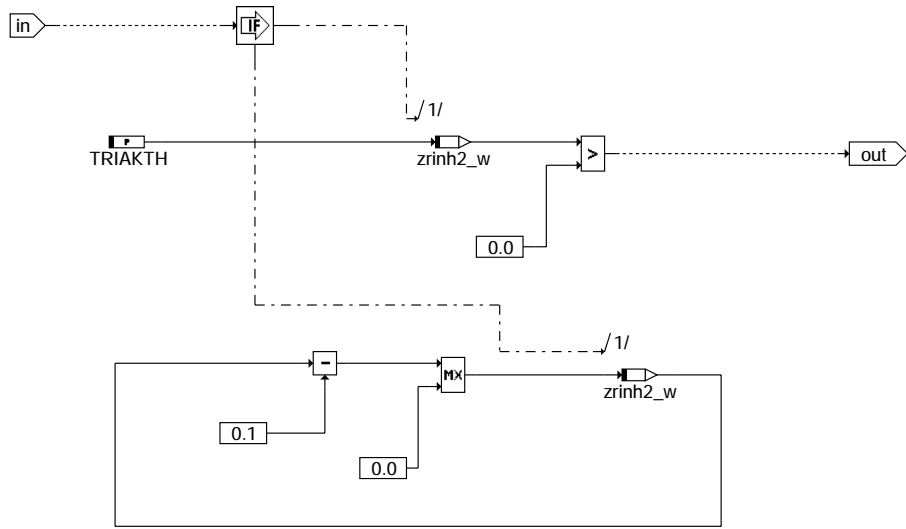 in
IF
/1/
P
TRIAKTH
zrinh2_w
>
out
0.0
/1/
-
MX
zrinh2_w
0.1
0.0